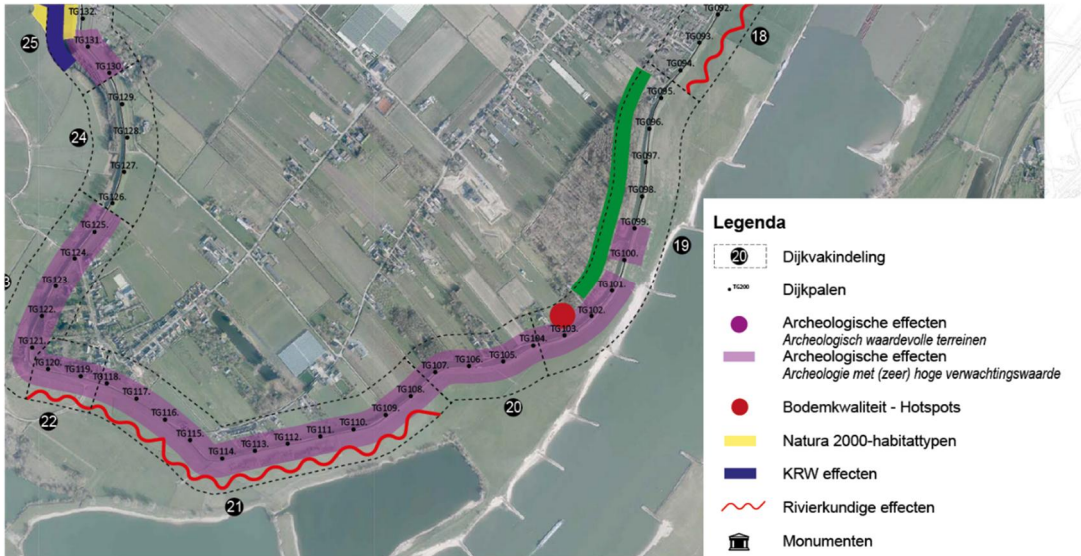 TG132.
25
TG131.
TG130.
TG129.
24
TG128.
TG127.
TG126.
TG125.
TG124.
TG123.
TG122.
TG121.
TG120.
TG119.
TG118.
TG117.
TG116.
TG115.
TG114.
TG113.
TG112.
TG111.
TG110.
TG109.
TG108.
TG107.
TG106.
TG105.
TG104.
TG103.
TG102.
TG101.
TG100.
TG099.
TG098.
TG097.
TG096.
TG095.
TG094.
TG093.
TG092.
18
19
20
21
22
Legenda
20 Dijkvakindeling
TG200 Dijkpalen
Archeologische effecten
Archeologisch waardevolle terreinen
Archeologische effecten
Archeologie met (zeer) hoge verwachtingswaarde
Bodemkwaliteit - Hotspots
Natura 2000-habitattypen
KRW effecten
Rivierkundige effecten
Monumenten